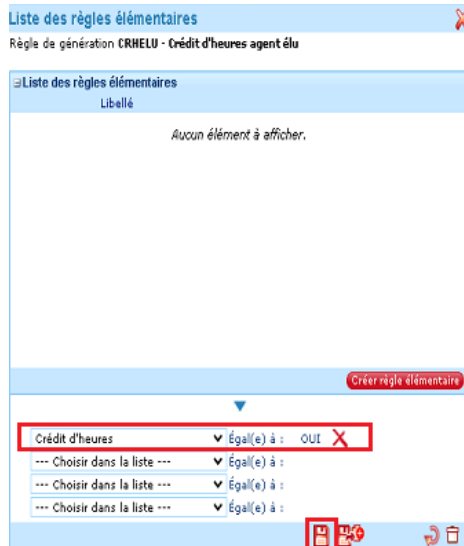 Liste des règles élémentaires
Règle de génération CRHELU - Crédit d'heures agent élu
Liste des règles élémentaires
Libellé
Aucun élément à afficher.
Créer règle élémentaire
Crédit d'heures Égal(e) à : OUI
--- Choisir dans la liste --- Égal(e) à :
--- Choisir dans la liste --- Égal(e) à :
--- Choisir dans la liste --- Égal(e) à :